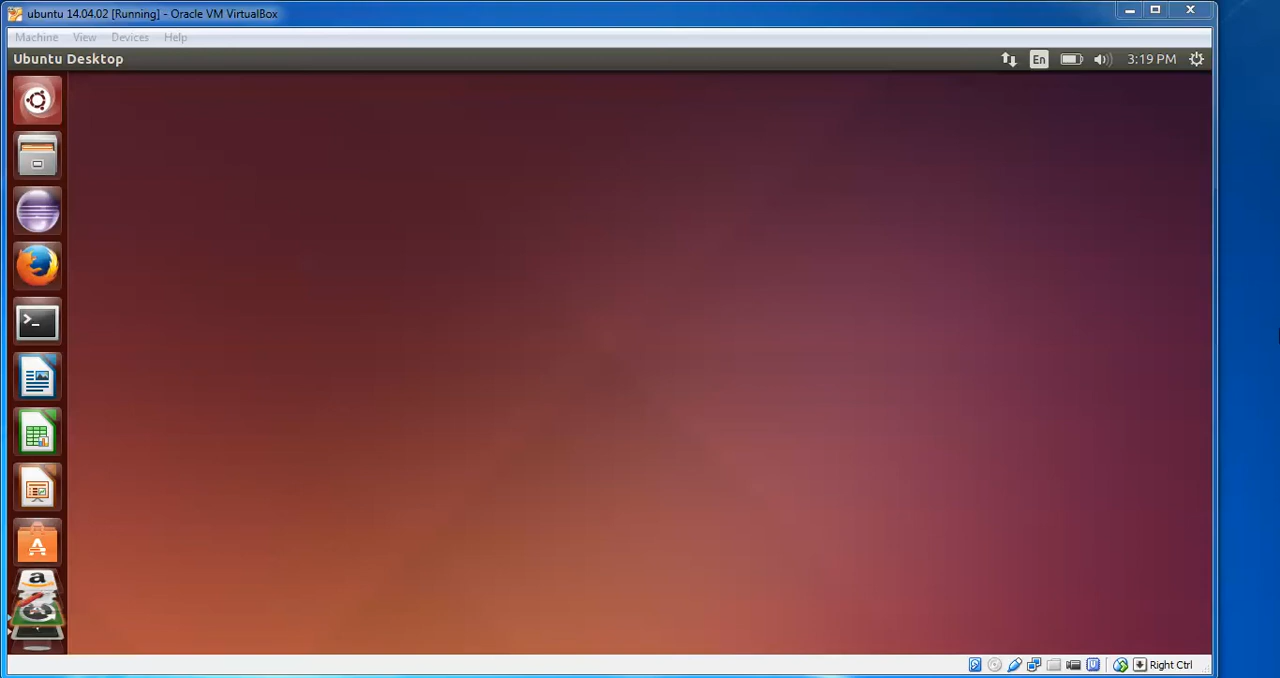 ubuntu 14.04.02 [Running] - Oracle VM VirtualBox
Machine View Devices Help
Ubuntu Desktop En 3:19 PM
Right Ctrl